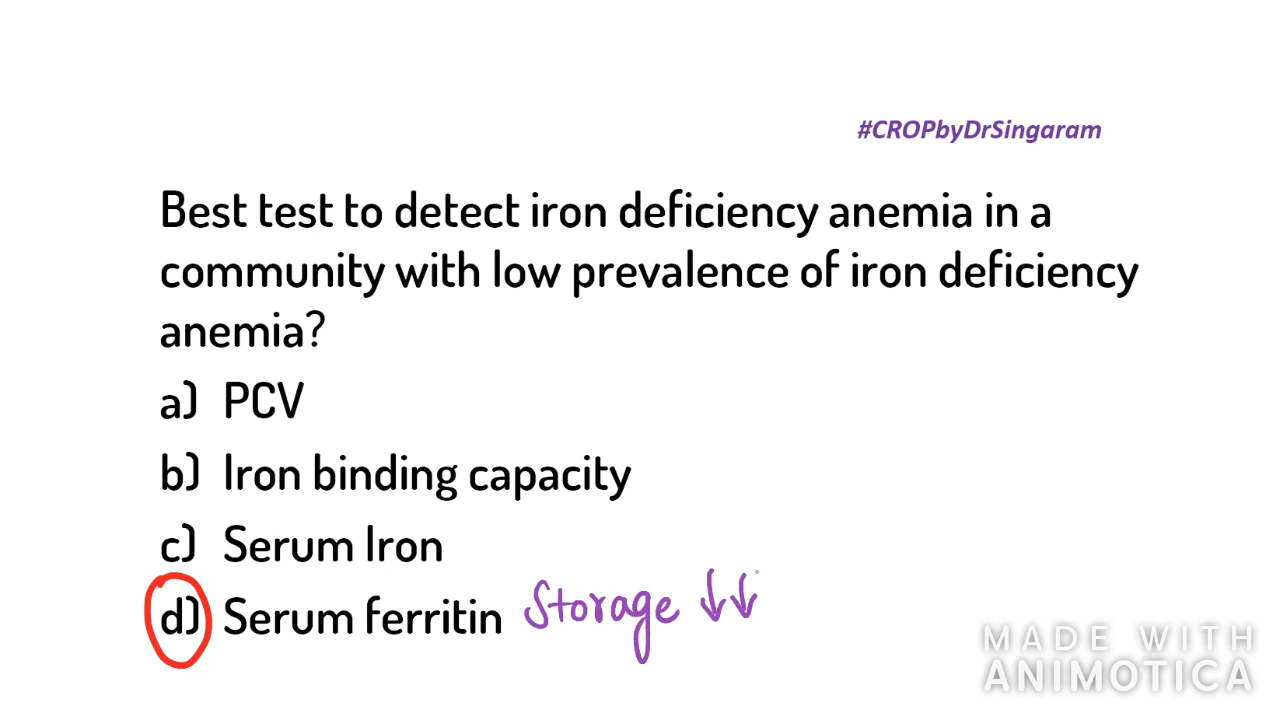 #CROPbyDrSingaram
Best test to detect iron deficiency anemia in a
community with low prevalence of iron deficiency
anemia?
a) PCV
b) Iron binding capacity
c) Serum Iron
d) Serum ferritin Storage ↓↓
MADE WITH
ANIMOTICA